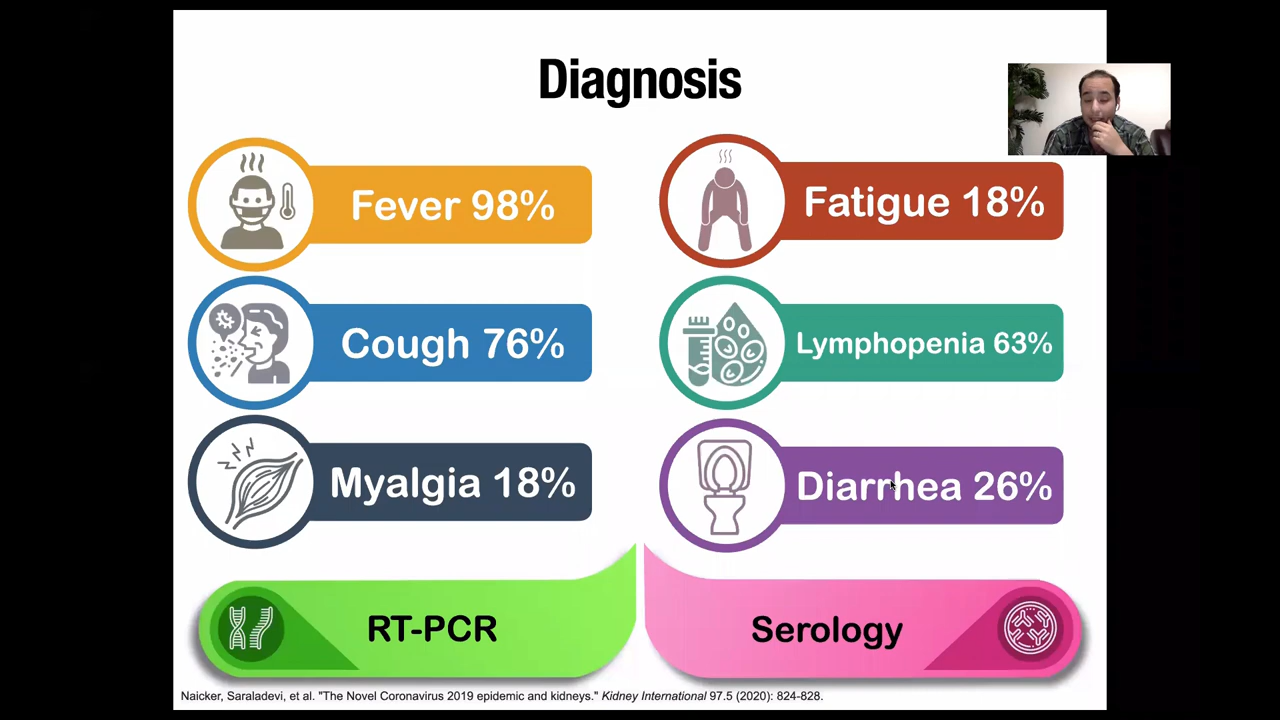 Diagnosis
Fever 98%
Fatigue 18%
Cough 76%
Lymphopenia 63%
Myalgia 18%
Diarrhea 26%
RT-PCR
Serology
Naicker, Saraladevi, et al. "The Novel Coronavirus 2019 epidemic and kidneys." Kidney International 97.5 (2020): 824-828.